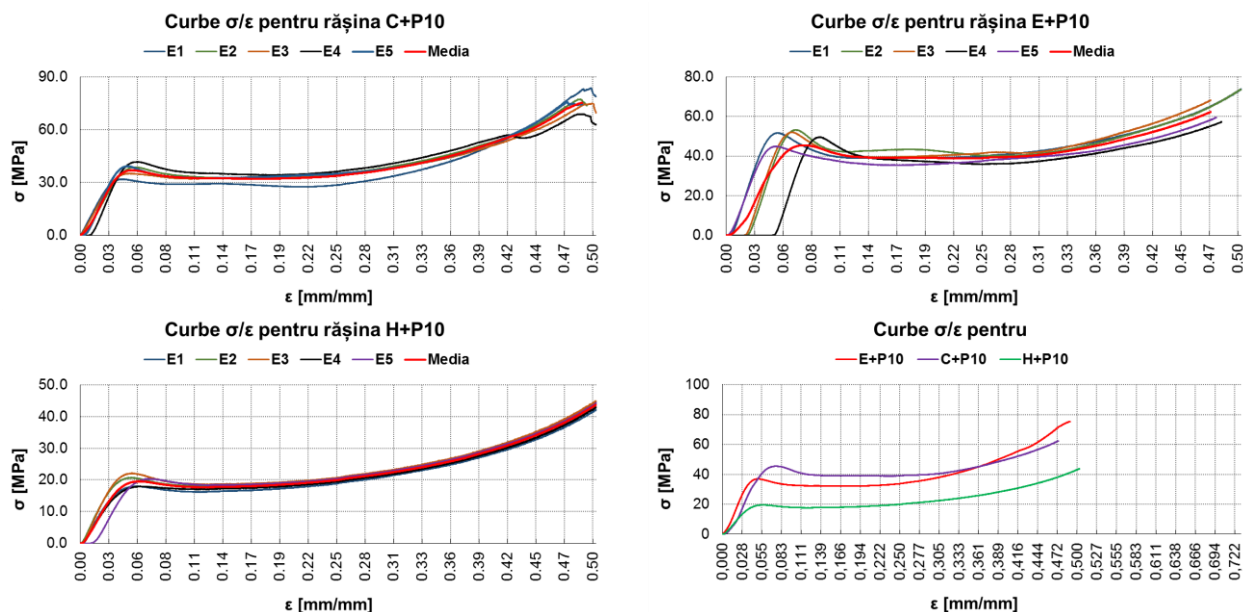 Curbe σ/ε pentru rășina C+P10
E1 E2 E3 E4 E5 Media
90.0
60.0
30.0
0.0
σ [MPa]
0.00 0.03 0.06 0.08 0.11 0.14 0.17 0.19 0.22 0.25 0.28 0.31 0.33 0.36 0.39 0.42 0.44 0.47 0.50
ε [mm/mm]
Curbe σ/ε pentru rășina E+P10
E1 E2 E3 E4 E5 Media
80.0
60.0
40.0
20.0
0.0
σ [MPa]
0.00 0.03 0.06 0.08 0.11 0.14 0.17 0.19 0.22 0.25 0.28 0.31 0.33 0.36 0.39 0.42 0.45 0.47 0.50
ε [mm/mm]
Curbe σ/ε pentru rășina H+P10
E1 E2 E3 E4 E5 Media
50.0
40.0
30.0
20.0
10.0
0.0
σ [MPa]
0.00 0.03 0.06 0.08 0.11 0.14 0.17 0.19 0.22 0.25 0.28 0.31 0.33 0.36 0.39 0.42 0.44 0.47 0.50
ε [mm/mm]
Curbe σ/ε pentru
E+P10 C+P10 H+P10
100
80
60
40
20
0
σ [MPa]
0,000 0,028 0,055 0,083 0,111 0,139 0,166 0,194 0,222 0,250 0,277 0,305 0,333 0,361 0,389 0,416 0,444 0,472 0,500 0,527 0,555 0,583 0,611 0,638 0,666 0,694 0,722
ε [mm/mm]